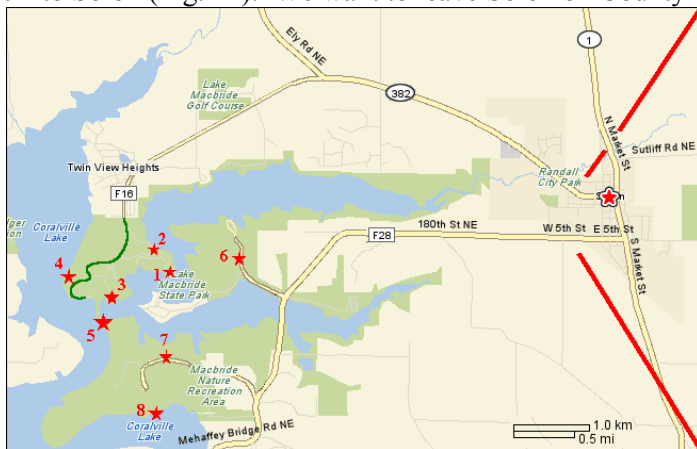 Ely Rd NE
1
Lake
Macbride
Golf Course
382
N Market St
Sutliff Rd NE
Twin View Heights
Randall
City Park
F16
Coralville
Lake
180th St NE
W 5th St
E 5th St
F28
S Market St
2
6
4
1
Lake
Macbride
State Park
3
5
7
Macbride
Nature
Recreation
Area
8
Coralville
Lake
Mehaffey Bridge Rd NE
1.0 km
0.5 mi